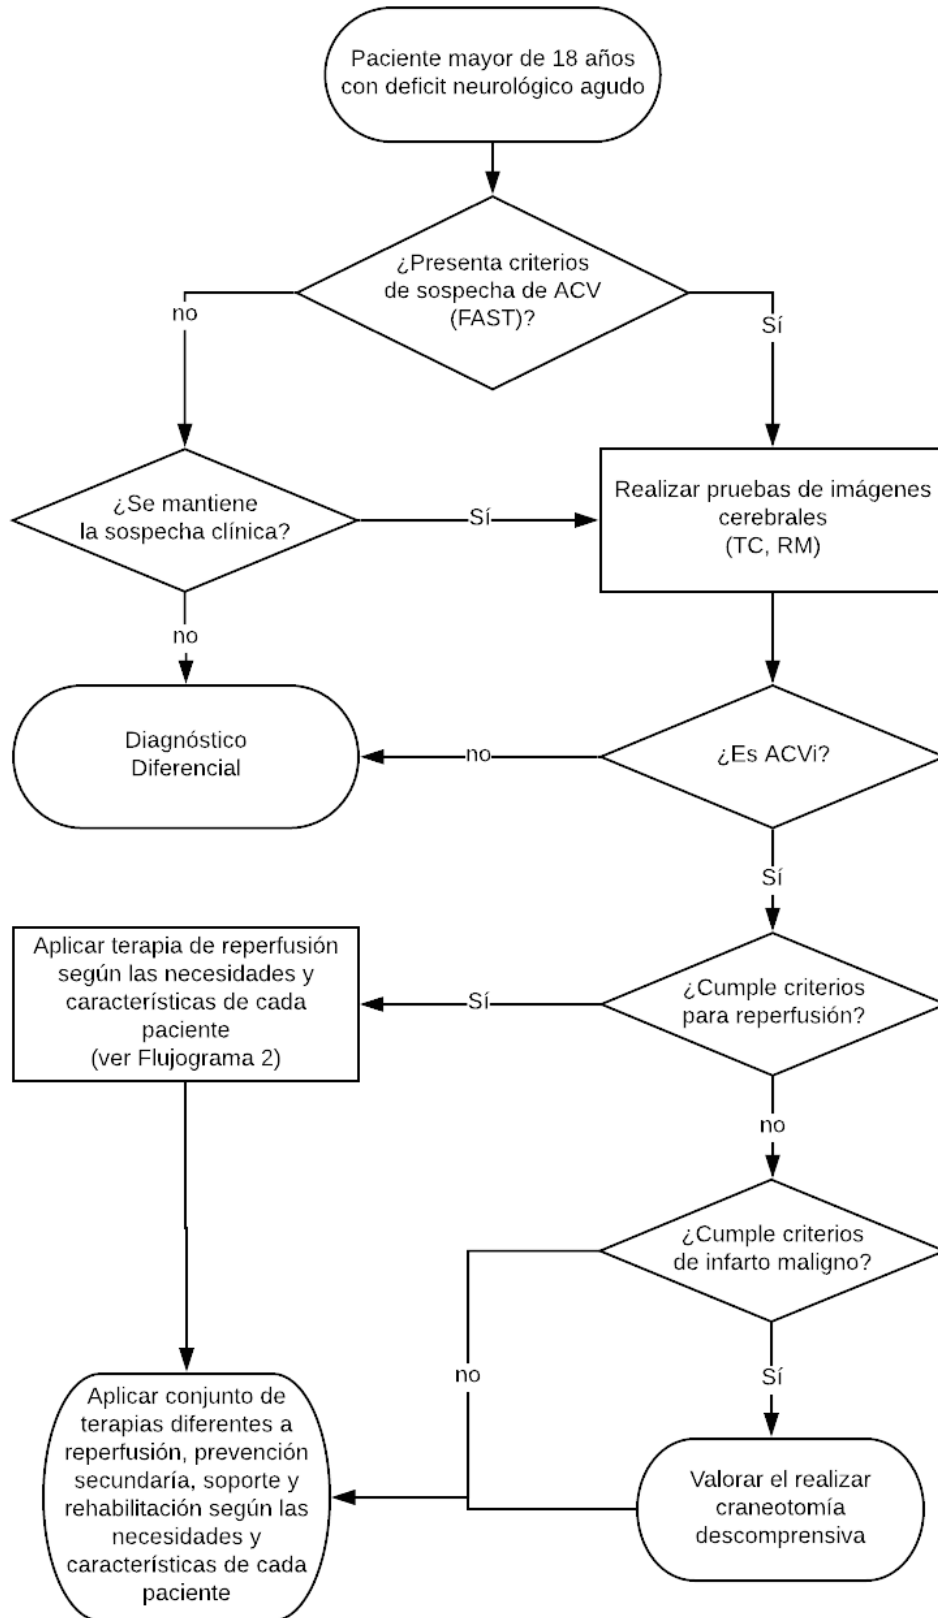 Paciente mayor de 18 años
con deficit neurológico agudo
¿Presenta criterios
de sospecha de ACV
(FAST)?
no
Sí
¿Se mantiene
la sospecha clínica?
Sí
Realizar pruebas de imágenes
cerebrales
(TC, RM)
no
Diagnóstico
Diferencial
no
¿Es ACVi?
Sí
Aplicar terapia de reperfusión
según las necesidades y
características de cada
paciente
(ver Flujograma 2)
Sí
¿Cumple criterios
para reperfusión?
no
¿Cumple criterios
de infarto maligno?
no
Sí
Aplicar conjunto de
terapias diferentes a
reperfusión, prevención
secundaría, soporte y
rehabilitación según las
necesidades y
características de cada
paciente
Valorar el realizar
craneotomía
descomprensiva